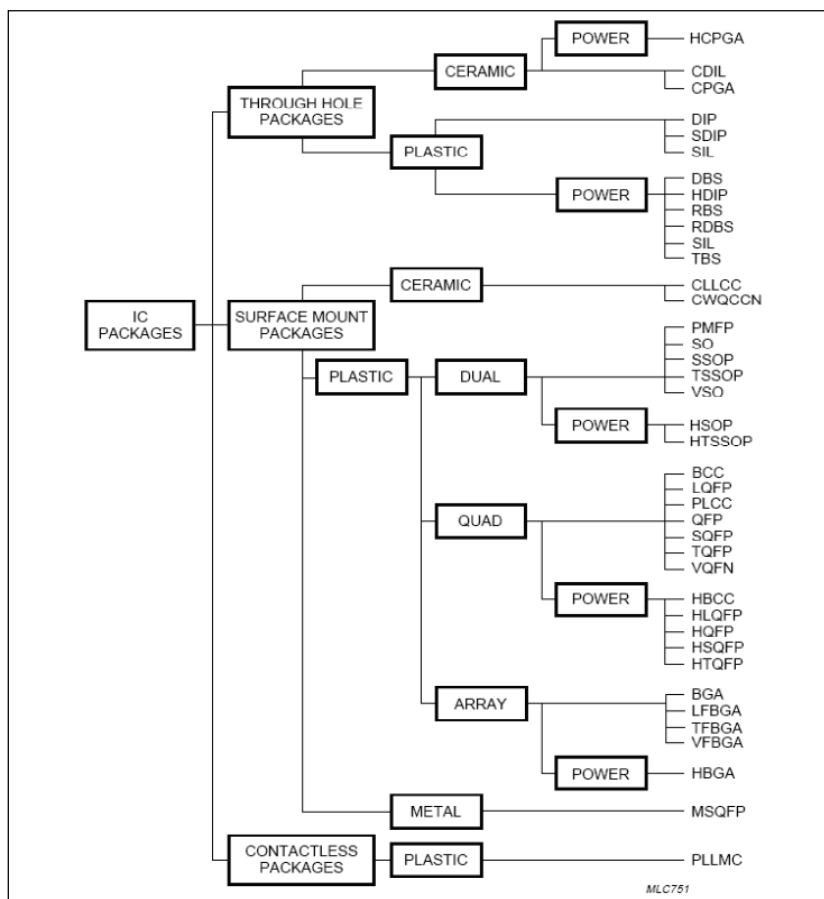 POWER
HCPGA
CERAMIC
CDIL
CPGA
THROUGH HOLE
PACKAGES
DIP
SDIP
SIL
PLASTIC
POWER
DBS
HDIP
RBS
RDBS
SIL
TBS
CERAMIC
CLLCC
CWQCCN
IC
PACKAGES
SURFACE MOUNT
PACKAGES
PLASTIC
DUAL
PMFP
SO
SSOP
TSSOP
VSO
POWER
HSOP
HTSSOP
QUAD
BCC
LQFP
PLCC
QFP
SQFP
TQFP
VQFN
POWER
HBCC
HLQFP
HQFP
HSQFP
HTQFP
ARRAY
BGA
LFBGA
TFBGA
VFBGA
POWER
HBGA
METAL
MSQFP
CONTACTLESS
PACKAGES
PLASTIC
PLLMC
MLC751